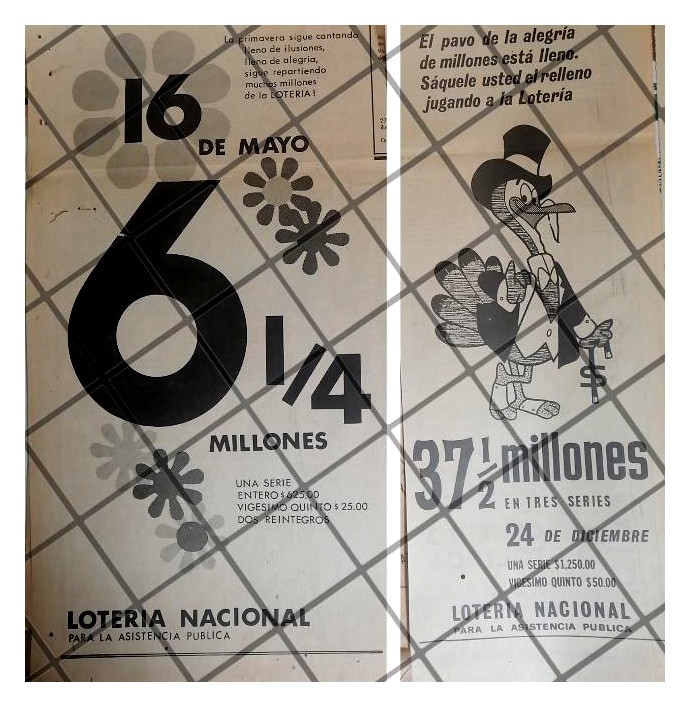 La primavera sigue cantando
llena de ilusiones,
lleno de alegría,
sigue repartiendo
muchos millones
de la LOTERIA!
16
DE MAYO
6 1/4
MILLONES
UNA SERIE
ENTERO $ 625.00
VIGESIMO QUINTO $ 25.00
DOS REINTEGROS
LOTERIA NACIONAL
PARA LA ASISTENCIA PUBLICA
El pavo de la alegría
de millones está lleno.
Sáquele usted el relleno
jugando a la Lotería
$
37 1/2 millones
EN TRES SERIES
24 DE DICIEMBRE
UNA SERIE $1,250.00
VIGESIMO QUINTO $50.00
LOTERIA NACIONAL
PARA LA ASISTENCIA PUBLICA